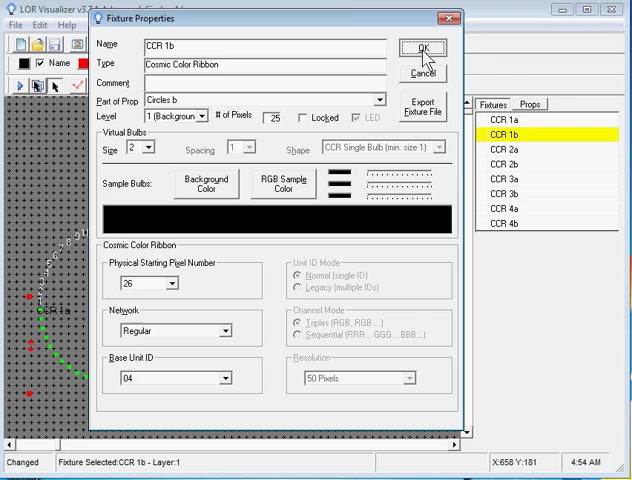 LOR Visualizer
File Edit Help
Name
Fixture Properties
Name CCR 1b
OK
Type Cosmic Color Ribbon
Comment
Cancel
Part of Prop Circles b
Export Fixture File
Level 1 (Backgroun # of Pixels 25 Locked LED
Virtual Bulbs
Size 2 Spacing 1 Shape CCR Single Bulb (min. size 1)
Sample Bulbs: Background Color RGB Sample Color
Cosmic Color Ribbon
Physical Starting Pixel Number
26
Unit ID Mode
Normal (single ID)
Legacy (multiple IDs)
Network
Regular
Channel Mode
Triples (RGB, RGB ...)
Sequential (RRR... GGG... BBB...)
Base Unit ID
04
Resolution
50 Pixels
Fixtures Props
CCR 1a
CCR 1b
CCR 2a
CCR 2b
CCR 3a
CCR 3b
CCR 4a
CCR 4b
CCR 1a
Changed Fixture Selected:CCR 1b - Layer:1 X:658 Y:181 4:54 AM